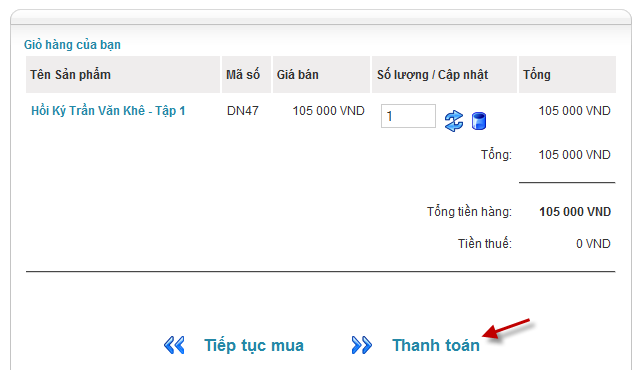 Giỏ hàng của bạn
Tên Sản phẩm Mã số Giá bán Số lượng / Cập nhật Tổng
Hồi Ký Trần Văn Khê - Tập 1 DN47 105 000 VND 1 105 000 VND
Tổng: 105 000 VND
Tổng tiền hàng: 105 000 VND
Tiền thuế: 0 VND
Tiếp tục mua Thanh toán